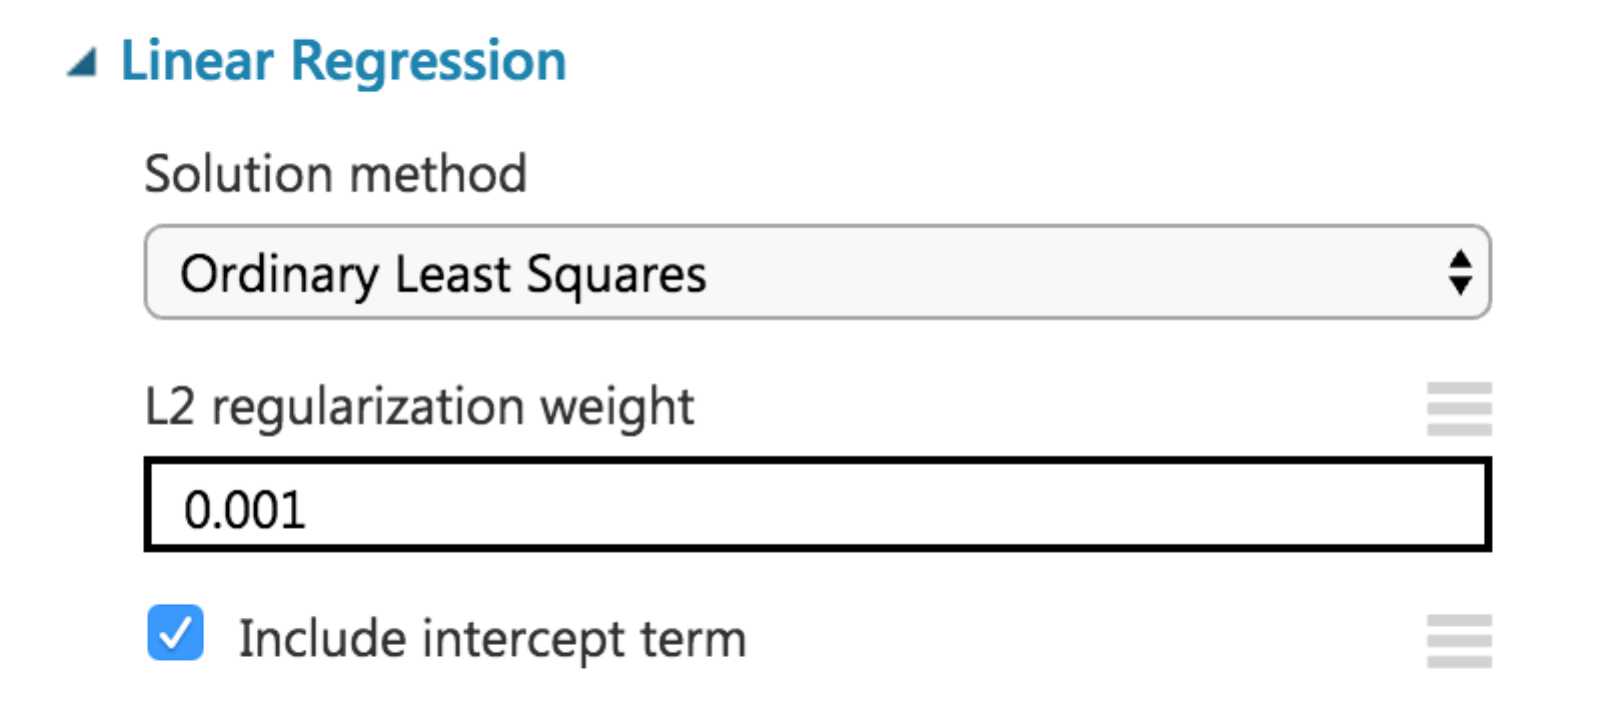 Linear Regression
Solution method
Ordinary Least Squares
L2 regularization weight
0.001
Include intercept term